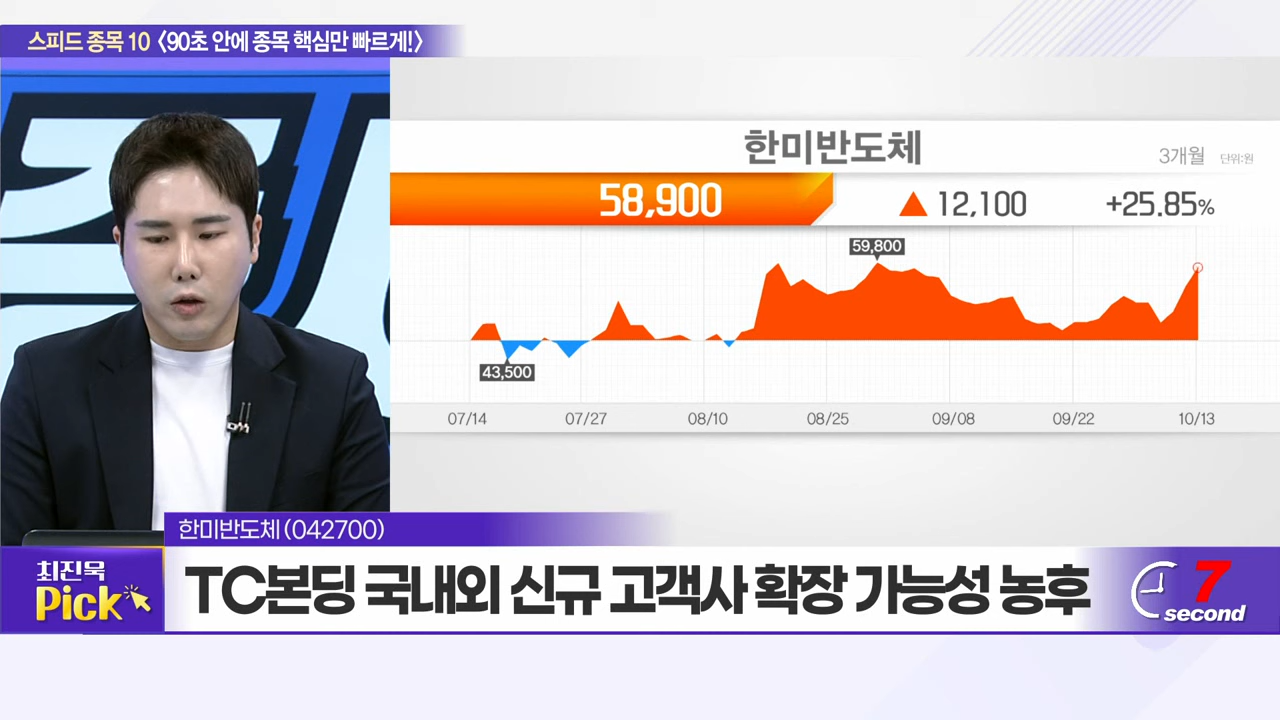 스피드 종목 10 <90초 안에 종목 핵심만 빠르게!>
한미반도체
3개월 단위:원
58,900 ▲ 12,100 +25.85%
59,800
43,500
07/14 07/27 08/10 08/25 09/08 09/22 10/13
한미반도체(042700)
최진욱
Pick
TC본딩 국내외 신규 고객사 확장 가능성 농후
7
second